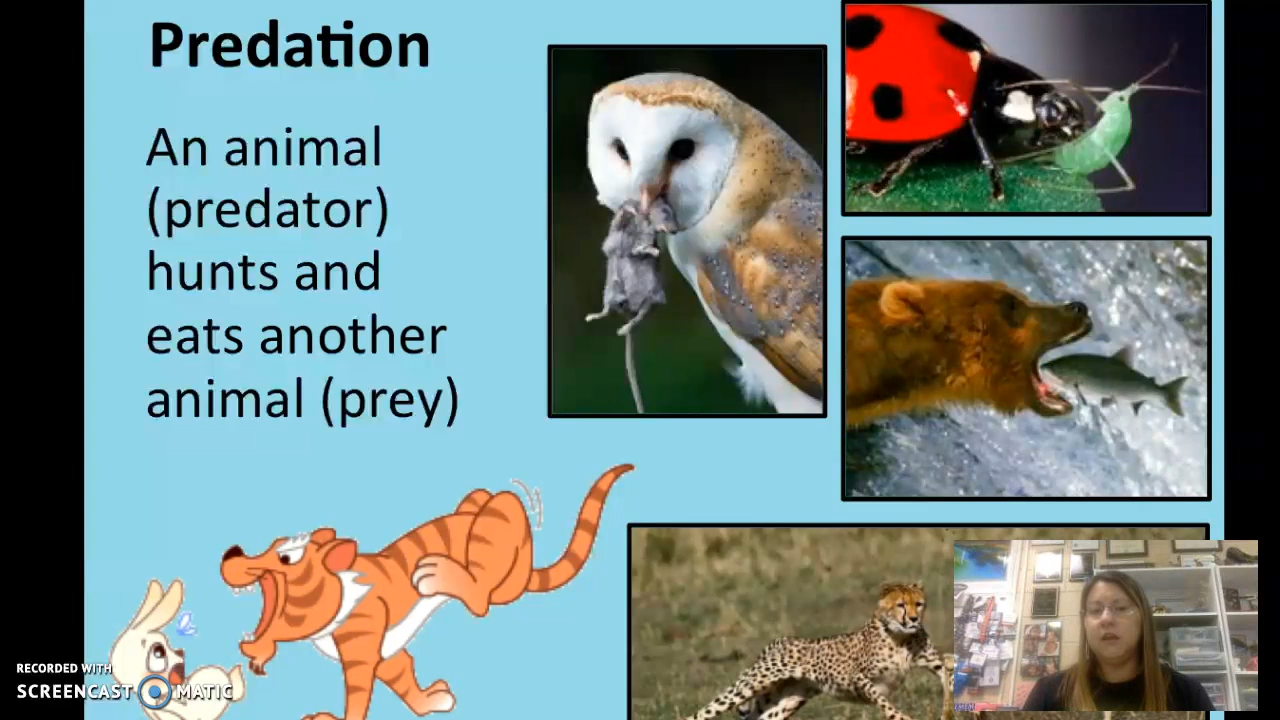 Predation
An animal
(predator)
hunts and
eats another
animal (prey)
RECORDED WITH
SCREENCAST MATIC